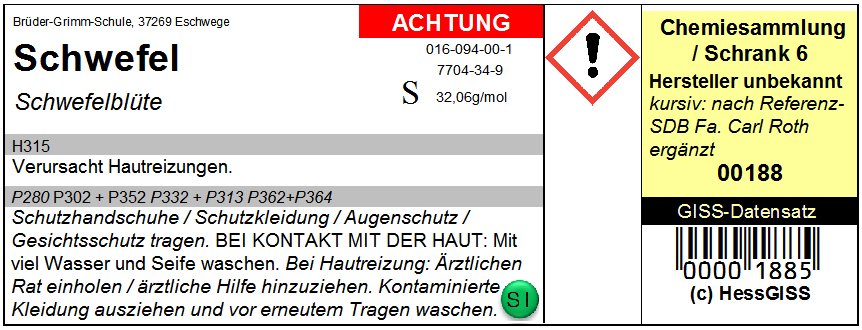 Brüder-Grimm-Schule, 37269 Eschwege
ACHTUNG
Schwefel
016-094-00-1
7704-34-9
Schwefelblüte
S
32,06g/mol
H315
Verursacht Hautreizungen.
P280 P302 + P352 P332 + P313 P362+P364
Schutzhandschuhe / Schutzkleidung / Augenschutz /
Gesichtsschutz tragen. BEI KONTAKT MIT DER HAUT: Mit
viel Wasser und Seife waschen. Bei Hautreizung: Ärztlichen
Rat einholen / ärztliche Hilfe hinzuziehen. Kontaminierte
Kleidung ausziehen und vor erneutem Tragen waschen.
SI
Chemiesammlung
/ Schrank 6
Hersteller unbekannt
kursiv: nach Referenz-
SDB Fa. Carl Roth
ergänzt
00188
GISS-Datensatz
0000 1885
(c) HessGISS